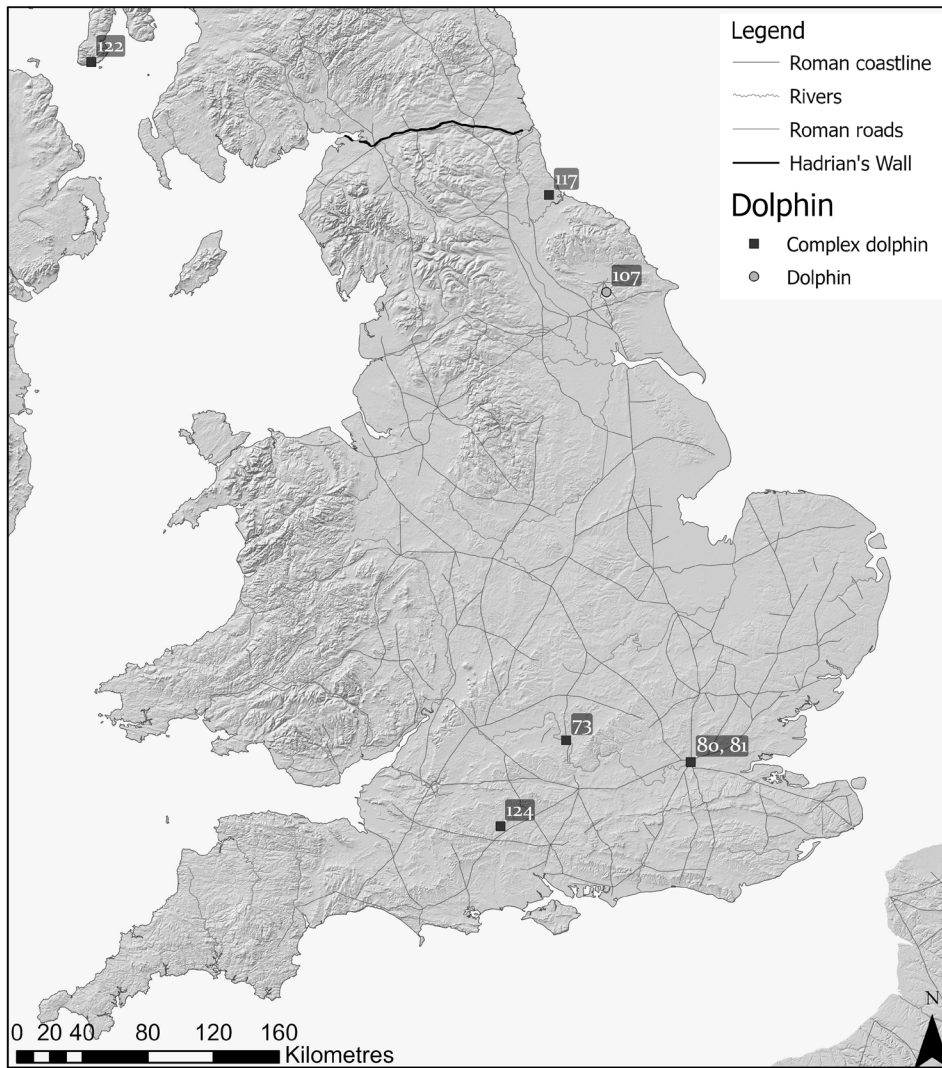 122
Legend
Roman coastline
Rivers
Roman roads
Hadrian's Wall
Dolphin
Complex dolphin
Dolphin
117
107
73
80, 81
124
N
0 20 40 80 120 160
Kilometres